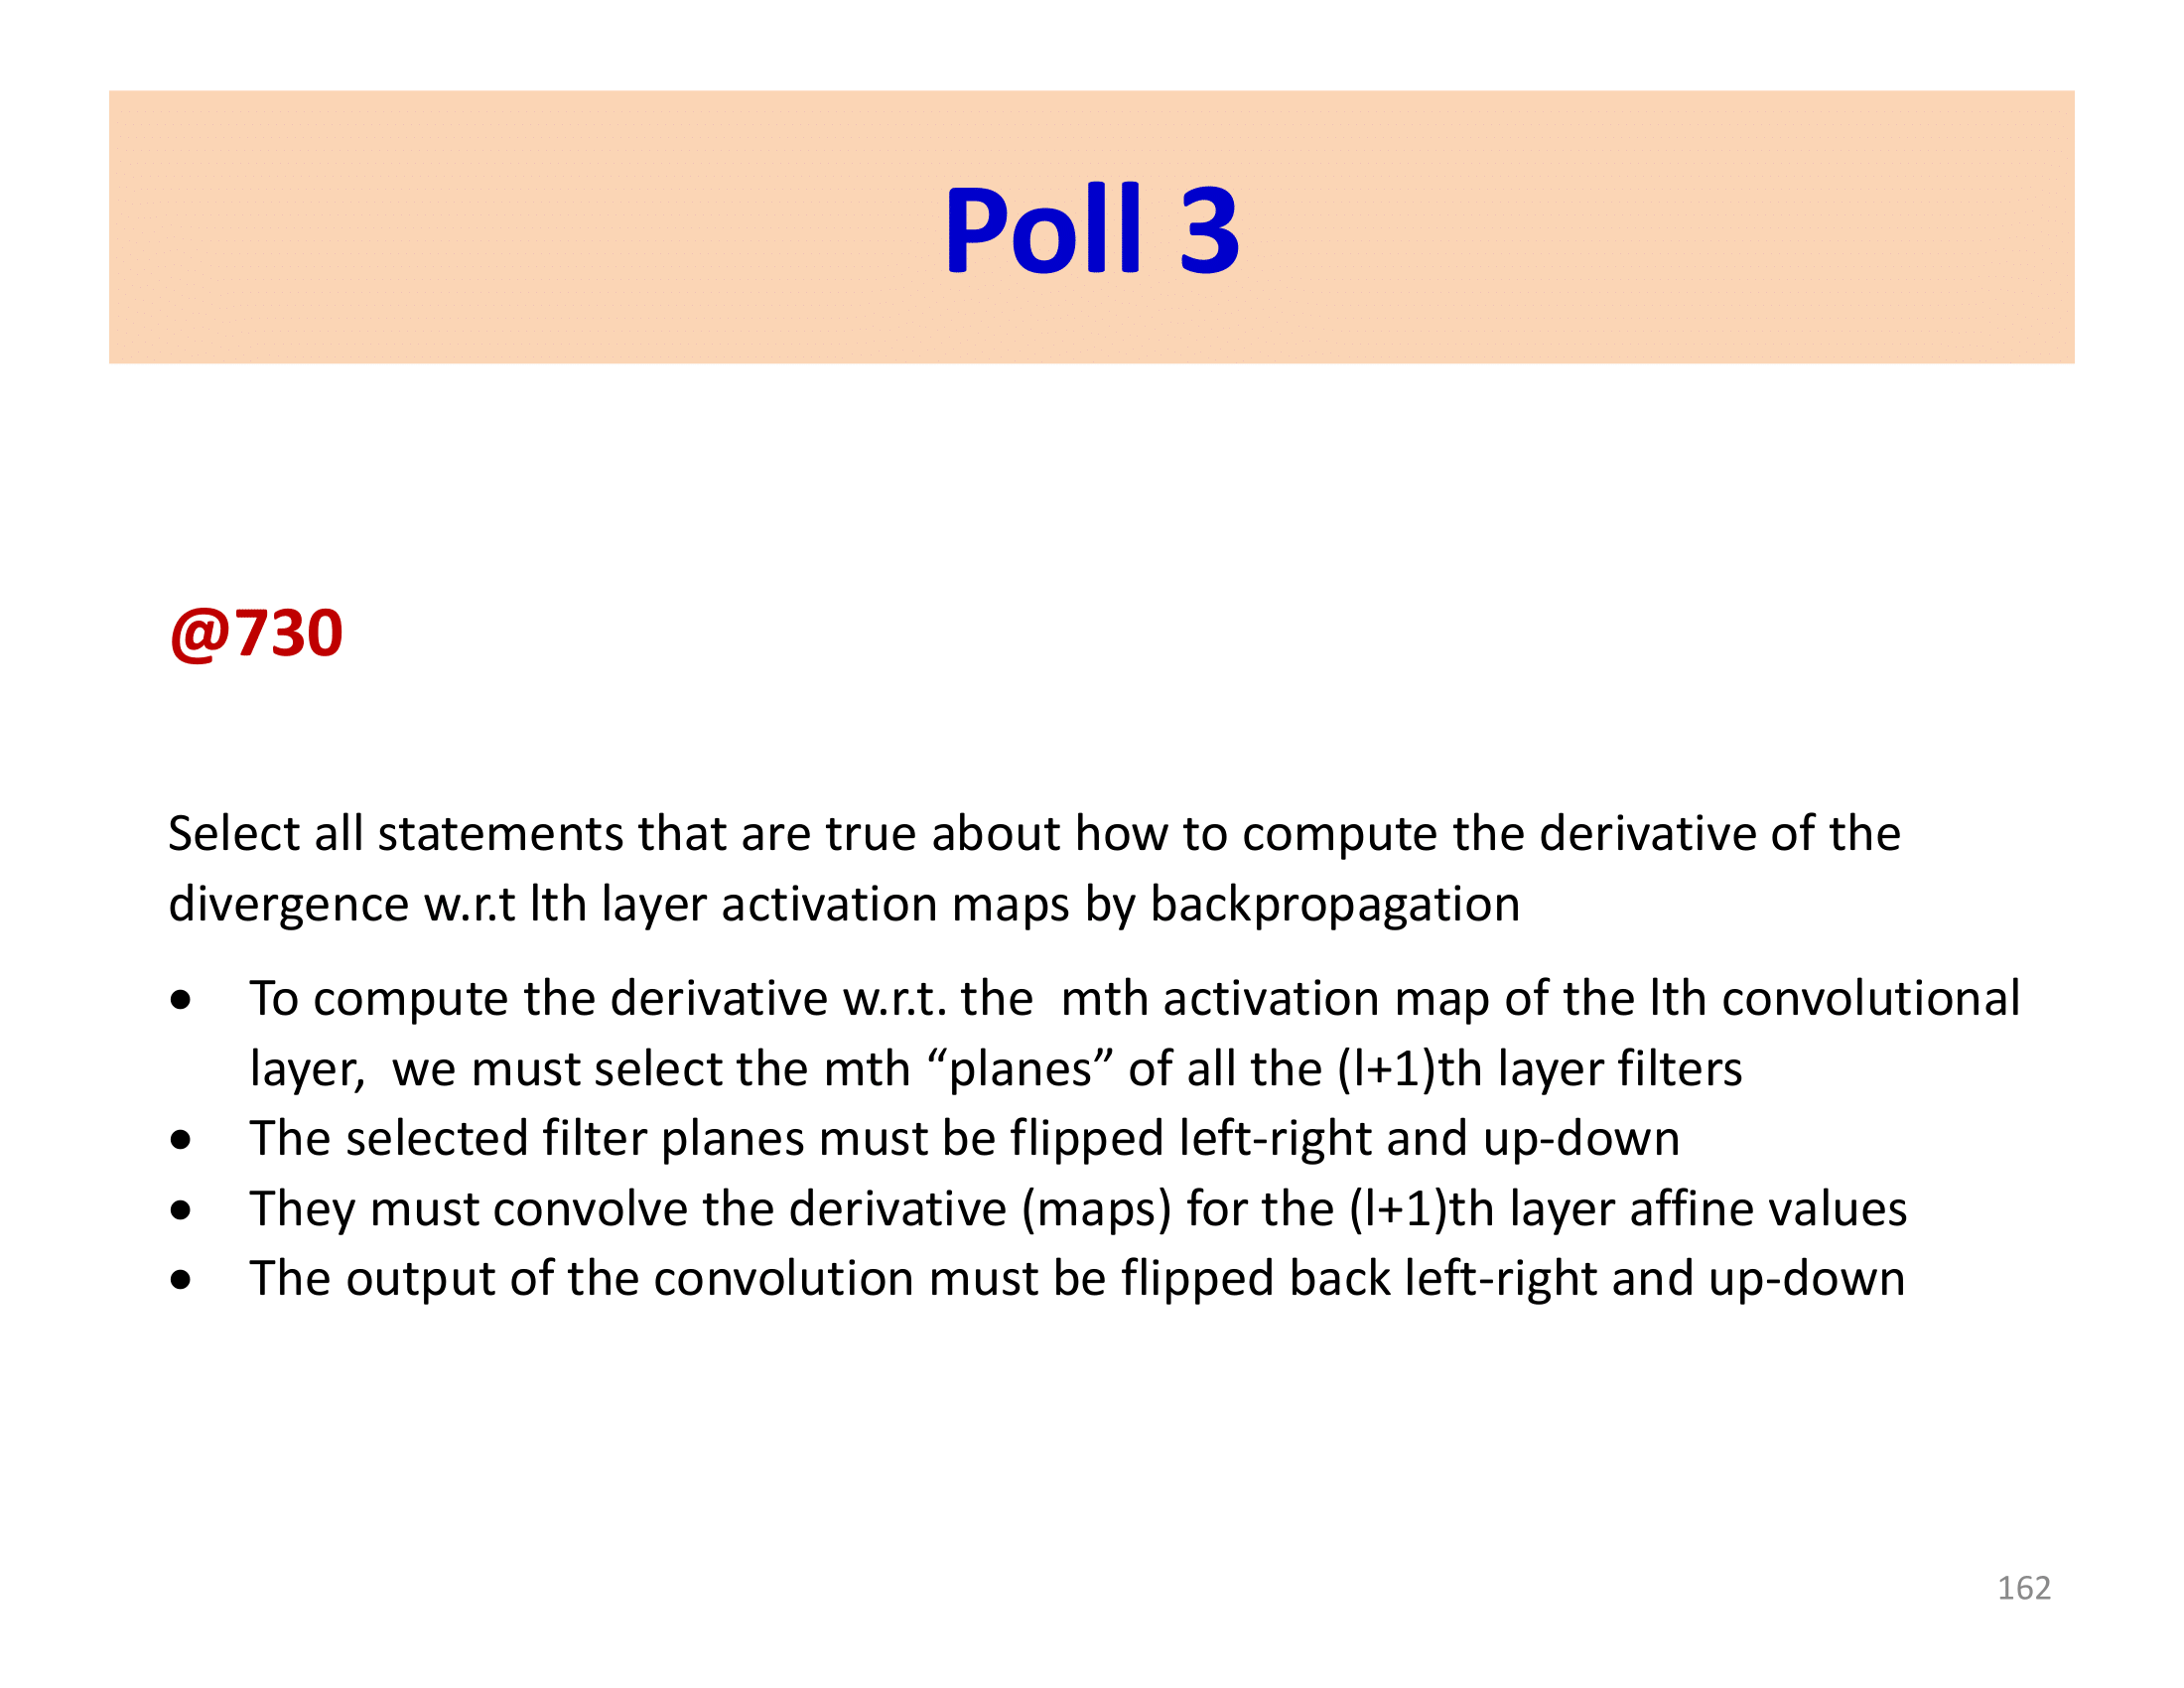 Poll 3
@730
Select all statements that are true about how to compute the derivative of the
divergence w.r.t lth layer activation maps by backpropagation
• To compute the derivative w.r.t. the  mth activation map of the lth convolutional
layer,  we must select the mth “planes” of all the (l+1)th layer filters
• The selected filter planes must be flipped left-right and up-down
• They must convolve the derivative (maps) for the (l+1)th layer affine values
• The output of the convolution must be flipped back left-right and up-down
162